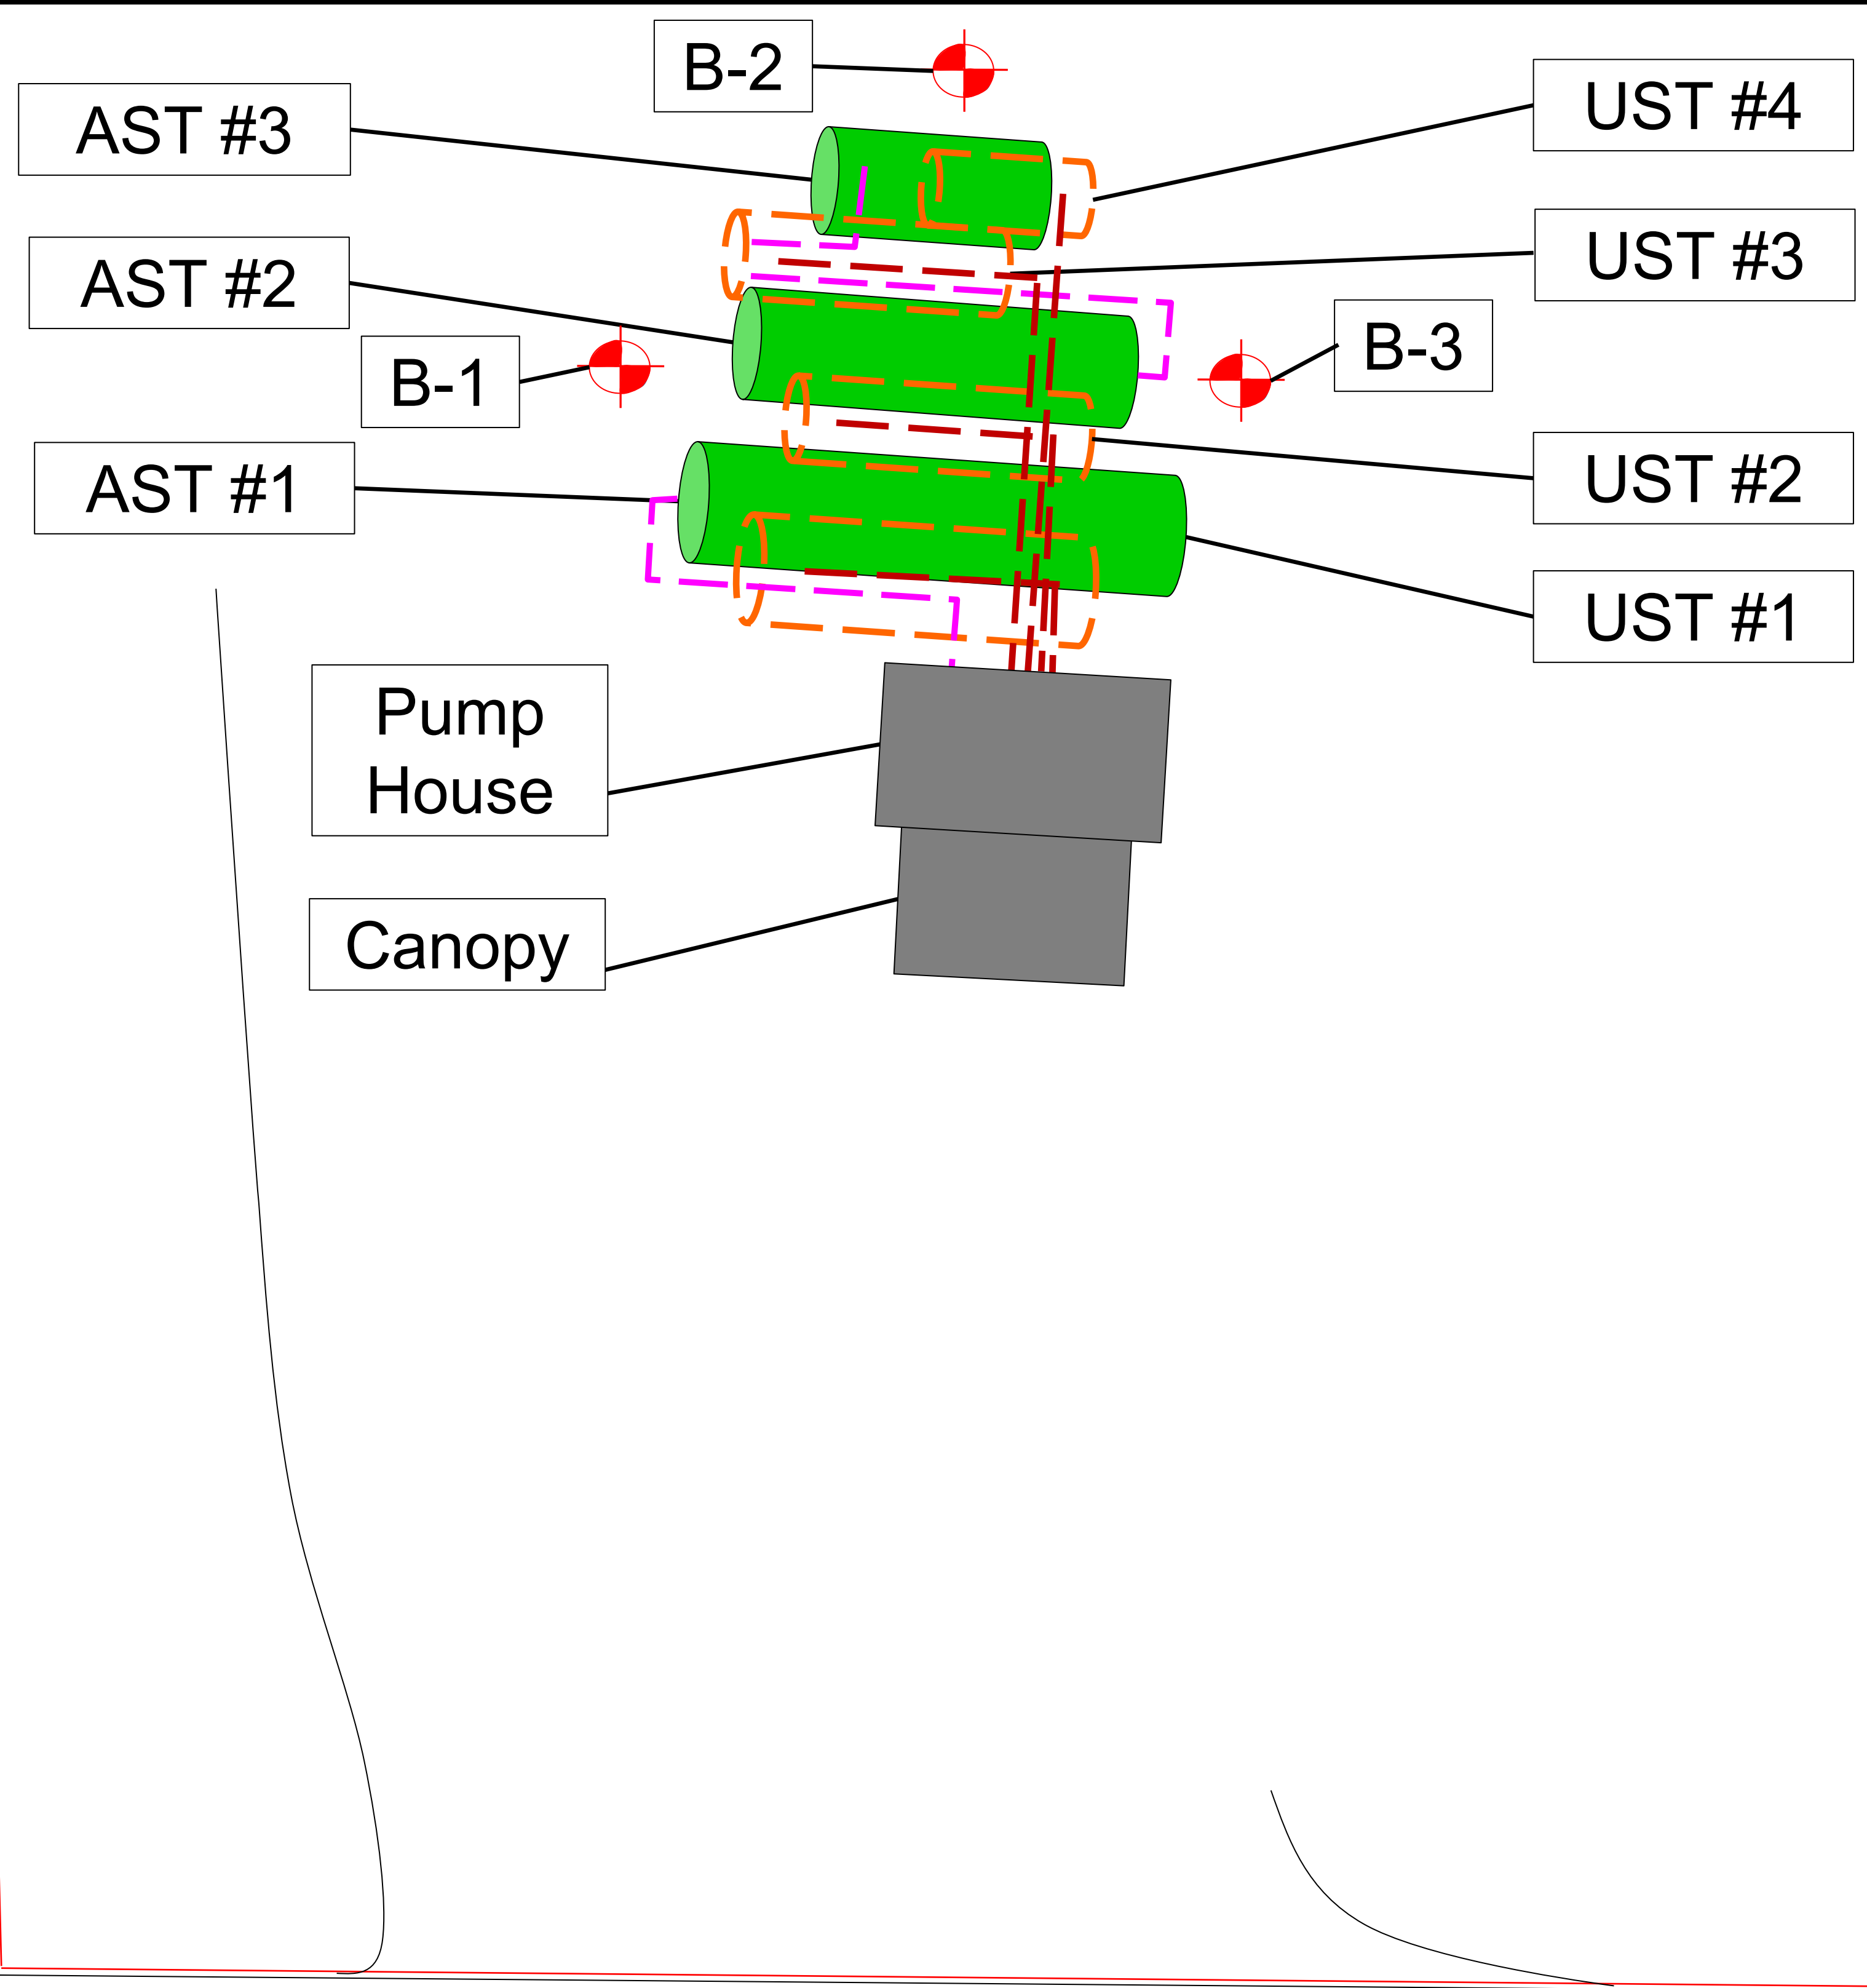 B-2
AST #3
UST #4
AST #2
UST #3
B-1
B-3
AST #1
UST #2
UST #1
Pump
House
Canopy